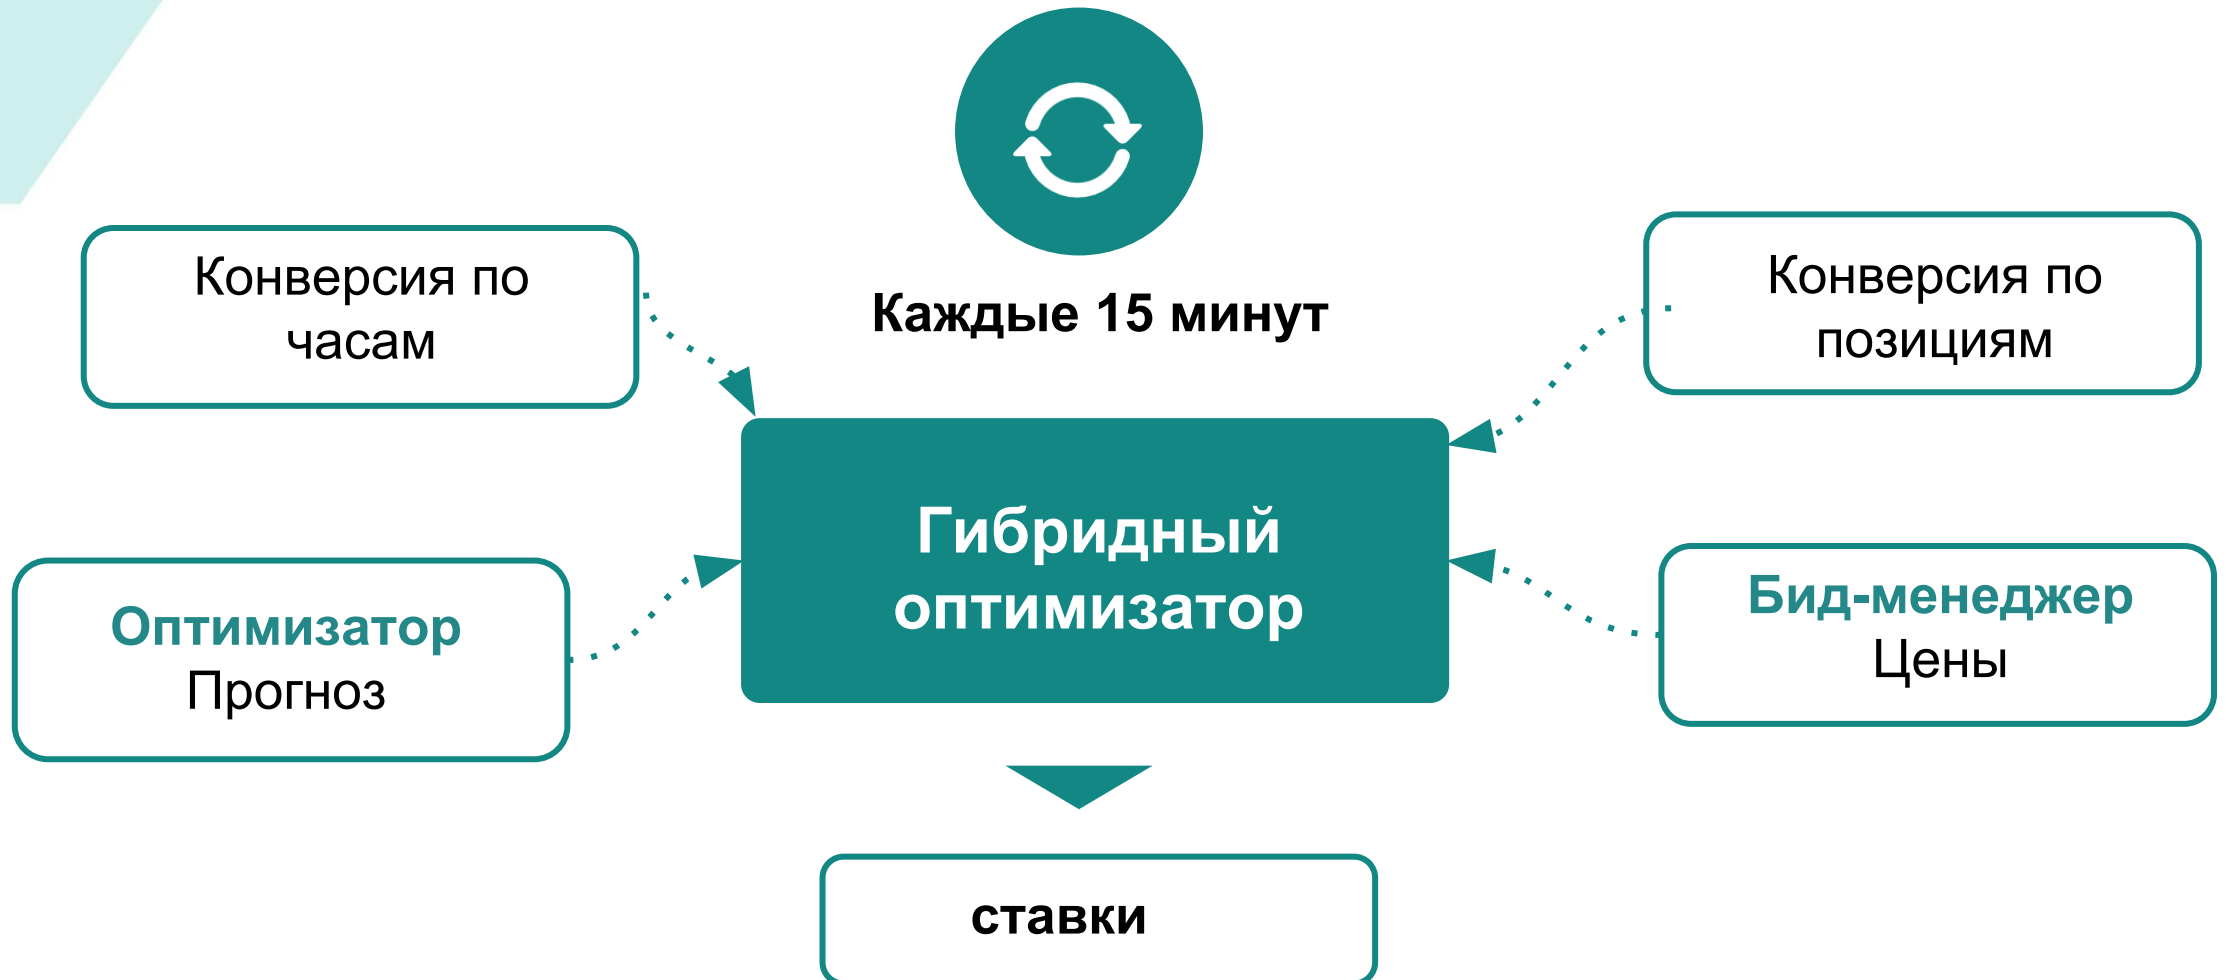 Каждые 15 минут
Конверсия по
часам
Конверсия по
позициям
Гибридный
оптимизатор
Оптимизатор
Прогноз
Бид-менеджер
Цены
ставки